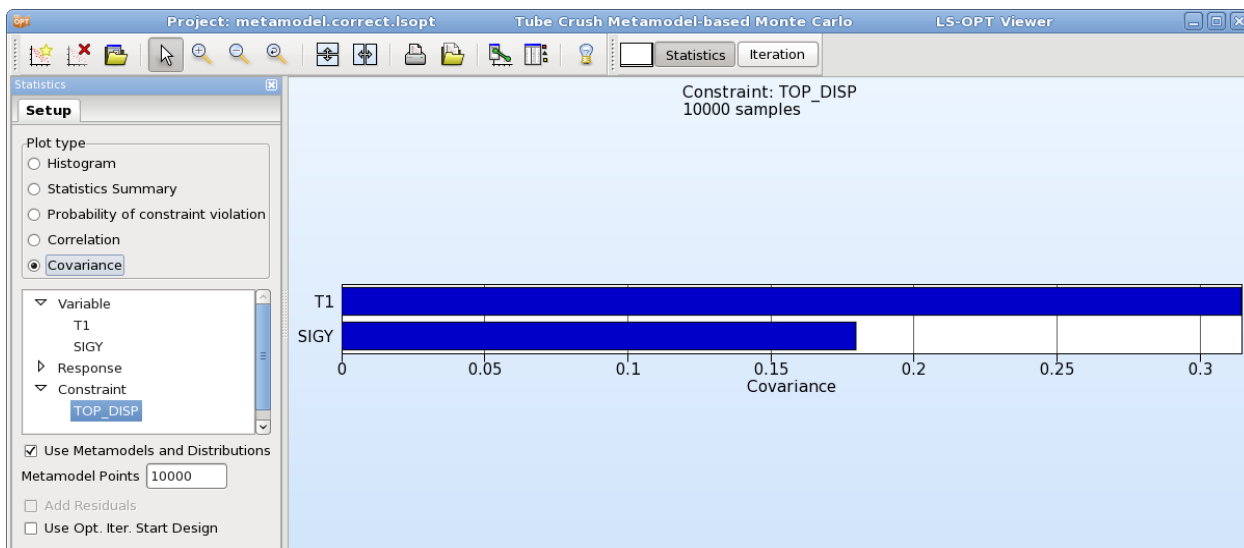 OPT Project: metamodel.correct.lsopt Tube Crush Metamodel-based Monte Carlo LS-OPT Viewer
Statistics Iteration
Statistics
Setup
Plot type
Histogram
Statistics Summary
Probability of constraint violation
Correlation
Covariance
Variable
T1
SIGY
Response
Constraint
TOP_DISP
Use Metamodels and Distributions
Metamodel Points 10000
Add Residuals
Use Opt. Iter. Start Design
Constraint: TOP_DISP
10000 samples
T1
SIGY
0 0.05 0.1 0.15 0.2 0.25 0.3
Covariance